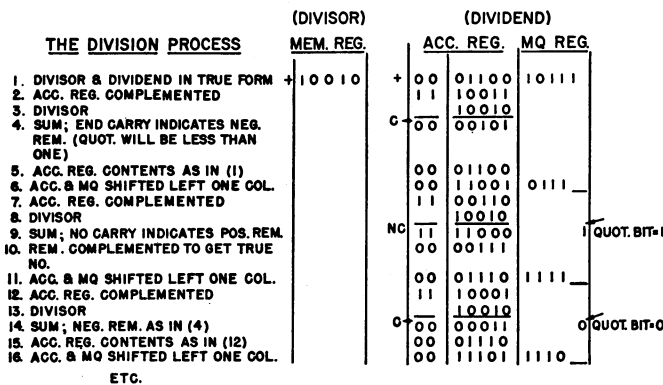 (DIVISOR) (DIVIDEND)
THE DIVISION PROCESS MEM. REG. ACC. REG. MQ REG.
1. DIVISOR & DIVIDEND IN TRUE FORM +10010 + 00 01100 10111
2. ACC. REG. COMPLEMENTED 11 10011
3. DIVISOR 10010
4. SUM; END CARRY INDICATES NEG. C 00 00101
REM. (QUOT. WILL BE LESS THAN
ONE)
5. ACC. REG. CONTENTS AS IN (1) 00 01100
6. ACC. & MQ SHIFTED LEFT ONE COL. 00 11001 0111_
7. ACC. REG. COMPLEMENTED 11 00110
8. DIVISOR 10010
9. SUM; NO CARRY INDICATES POS. REM. NC 11 11000 1 QUOT. BIT=1
10. REM. COMPLEMENTED TO GET TRUE 00 00111
NO.
11. ACC. & MQ SHIFTED LEFT ONE COL. 00 01110 1111_
12. ACC. REG. COMPLEMENTED 11 10001
13. DIVISOR 10010
14. SUM; NEG. REM. AS IN (4) C 00 00011 0 QUOT. BIT=0
15. ACC. REG. CONTENTS AS IN (12) 00 01110
16. ACC. & MQ SHIFTED LEFT ONE COL. 00 11101 1110_
ETC.